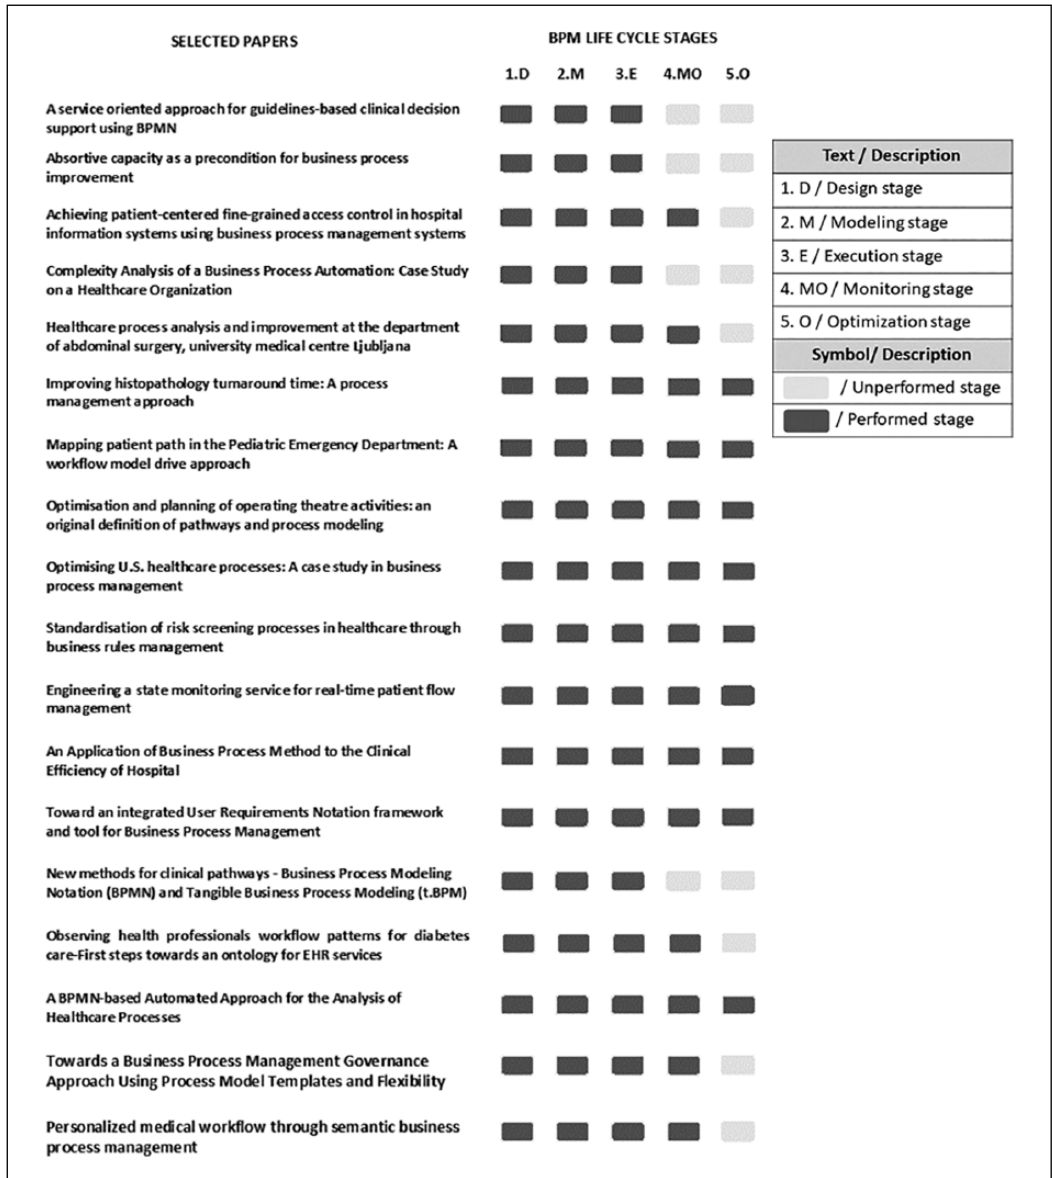 SELECTED PAPERS
BPM LIFE CYCLE STAGES
1.D 2.M 3.E 4.MO 5.O
A service oriented approach for guidelines-based clinical decision
support using BPMN
Absortive capacity as a precondition for business process
improvement
Achieving patient-centered fine-grained access control in hospital
information systems using business process management systems
Complexity Analysis of a Business Process Automation: Case Study
on a Healthcare Organization
Healthcare process analysis and improvement at the department
of abdominal surgery, university medical centre Ljubljana
Improving histopathology turnaround time: A process
management approach
Mapping patient path in the Pediatric Emergency Department: A
workflow model drive approach
Optimisation and planning of operating theatre activities: an
original definition of pathways and process modeling
Optimising U.S. healthcare processes: A case study in business
process management
Standardisation of risk screening processes in healthcare through
business rules management
Engineering a state monitoring service for real-time patient flow
management
An Application of Business Process Method to the Clinical
Efficiency of Hospital
Toward an integrated User Requirements Notation framework
and tool for Business Process Management
New methods for clinical pathways - Business Process Modeling
Notation (BPMN) and Tangible Business Process Modeling (t.BPM)
Observing health professionals workflow patterns for diabetes
care-First steps towards an ontology for EHR services
A BPMN-based Automated Approach for the Analysis of
Healthcare Processes
Towards a Business Process Management Governance
Approach Using Process Model Templates and Flexibility
Personalized medical workflow through semantic business
process management
Text / Description
1. D / Design stage
2. M / Modeling stage
3. E / Execution stage
4. MO / Monitoring stage
5. O / Optimization stage
Symbol/ Description
/ Unperformed stage
/ Performed stage